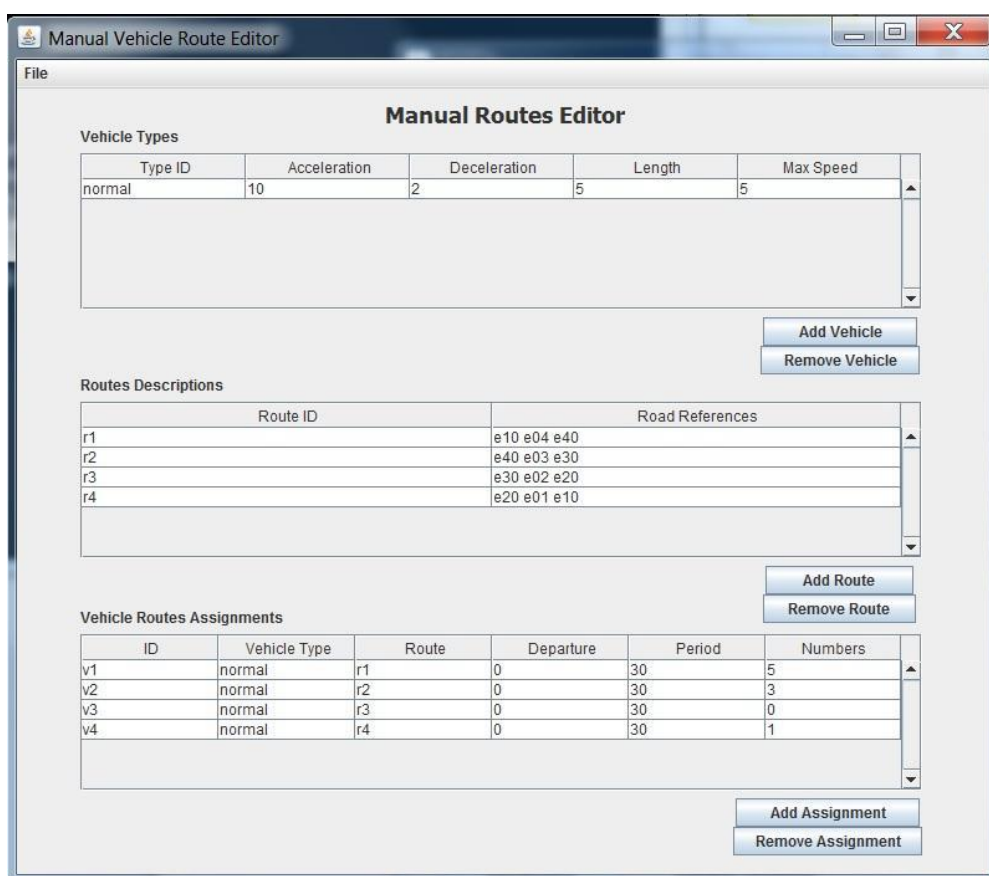 Manual Vehicle Route Editor
File
Manual Routes Editor
Vehicle Types
Type ID Acceleration Deceleration Length Max Speed
normal 10 2 5 5
Add Vehicle
Remove Vehicle
Routes Descriptions
Route ID Road References
r1 e10 e04 e40
r2 e40 e03 e30
r3 e30 e02 e20
r4 e20 e01 e10
Add Route
Remove Route
Vehicle Routes Assignments
ID Vehicle Type Route Departure Period Numbers
v1 normal r1 0 30 5
v2 normal r2 0 30 3
v3 normal r3 0 30 0
v4 normal r4 0 30 1
Add Assignment
Remove Assignment